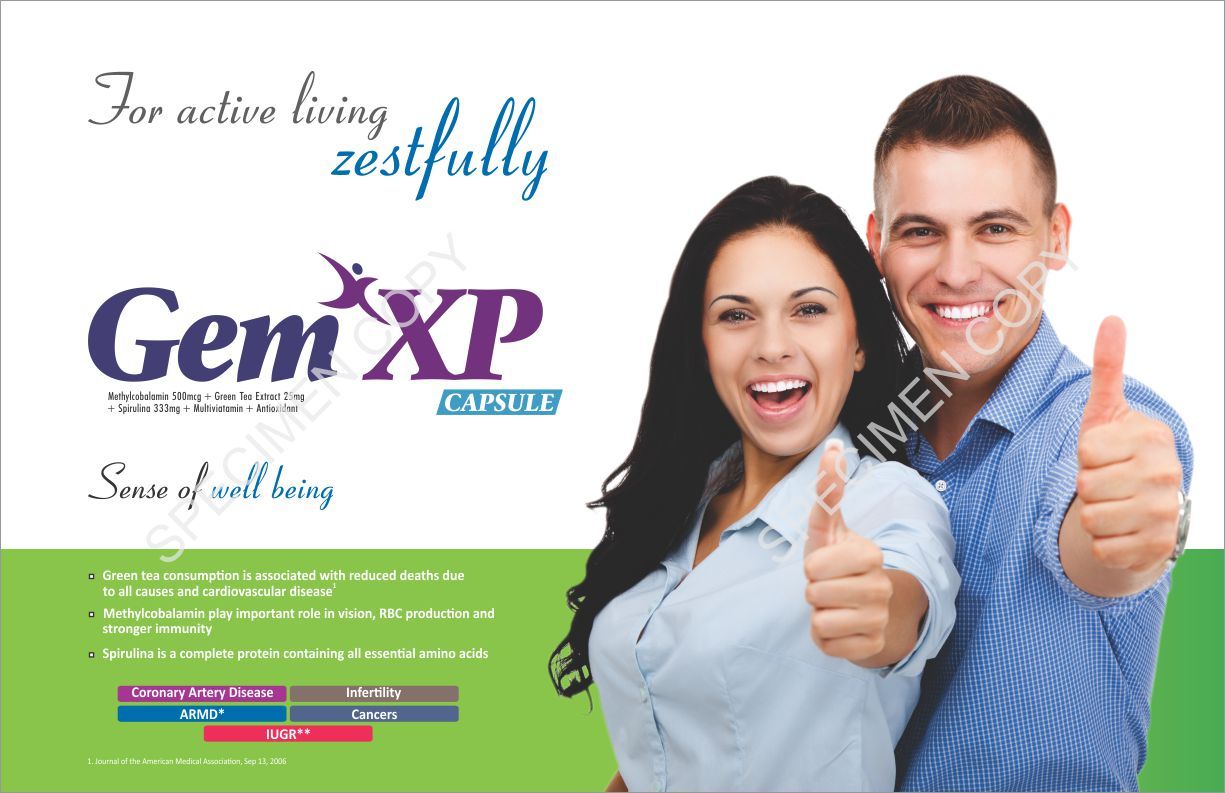 For active living
zestfully
Gem XP
CAPSULE
Methylcobalamin 500mcg + Green Tea Extract 25mg
+ Spirulina 333mg + Multiviatamin + Antioxidant
Sense of well being
SPECIMEN COPY
SPECIMEN COPY
Green tea consumption is associated with reduced deaths due
to all causes and cardiovascular disease¹
Methylcobalamin play important role in vision, RBC production and
stronger immunity
Spirulina is a complete protein containing all essential amino acids
Coronary Artery Disease Infertility
ARMD* Cancers
IUGR**
1. Journal of the American Medical Association, Sep 13, 2006